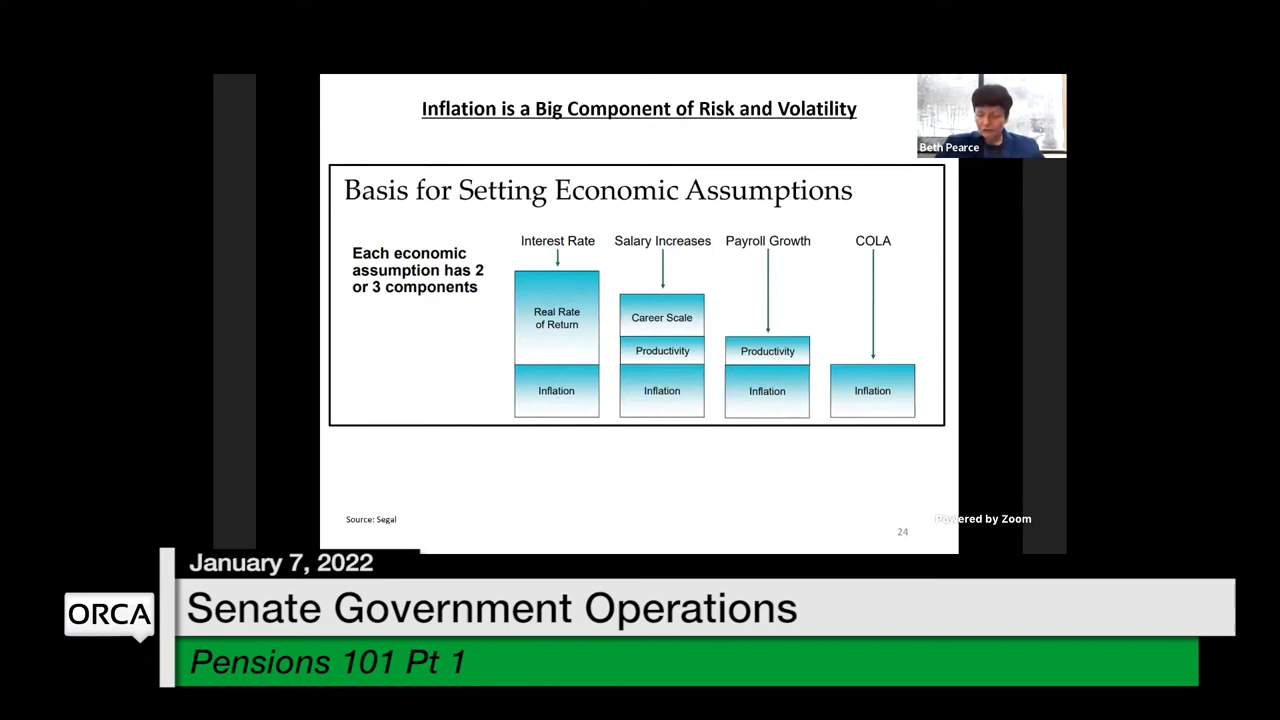 Inflation is a Big Component of Risk and Volatility
Beth Pearce
Basis for Setting Economic Assumptions
Each economic
assumption has 2
or 3 components
Interest Rate
Salary Increases
Payroll Growth
COLA
Real Rate
of Return
Career Scale
Productivity
Productivity
Inflation
Inflation
Inflation
Inflation
Source: Segal
24
Powered by Zoom
January 7, 2022
ORCA
Senate Government Operations
Pensions 101 Pt 1